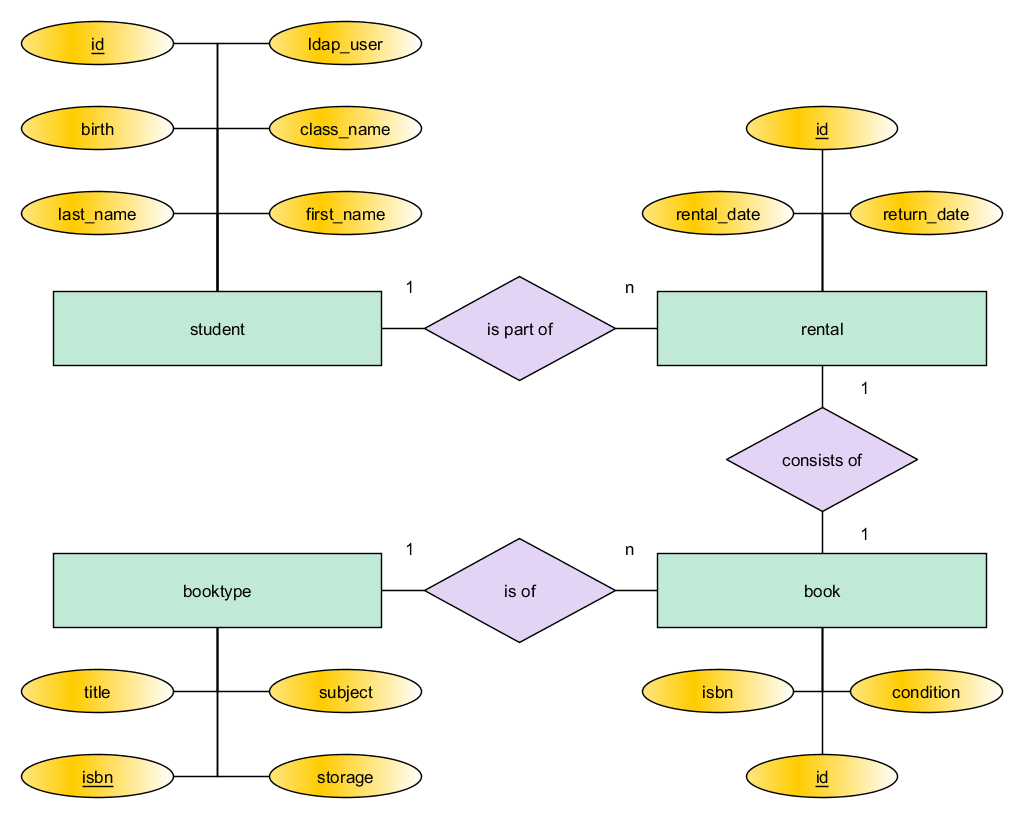 id
ldap_user
birth
class_name
id
last_name
first_name
rental_date
return_date
1
n
student
is part of
rental
1
consists of
1
n
1
booktype
is of
book
title
subject
isbn
condition
isbn
storage
id